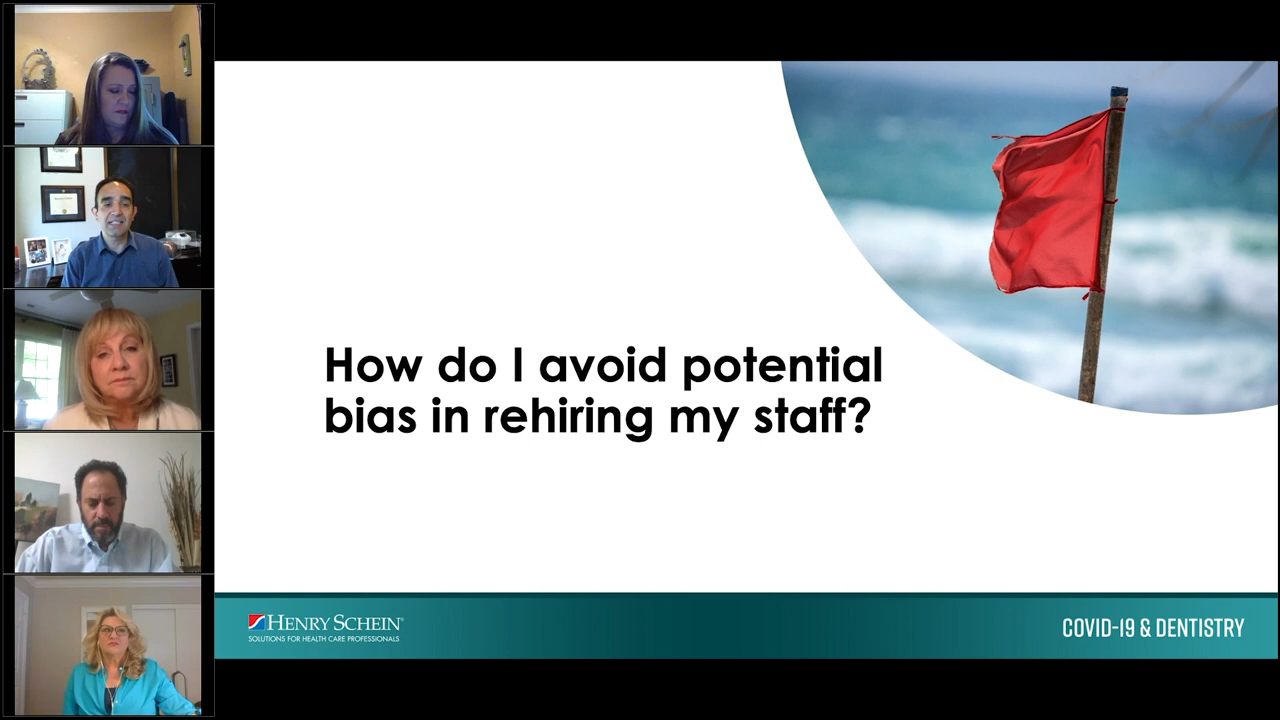 How do I avoid potential
bias in rehiring my staff?
HENRY SCHEIN®
SOLUTIONS FOR HEALTH CARE PROFESSIONALS
COVID-19 & DENTISTRY